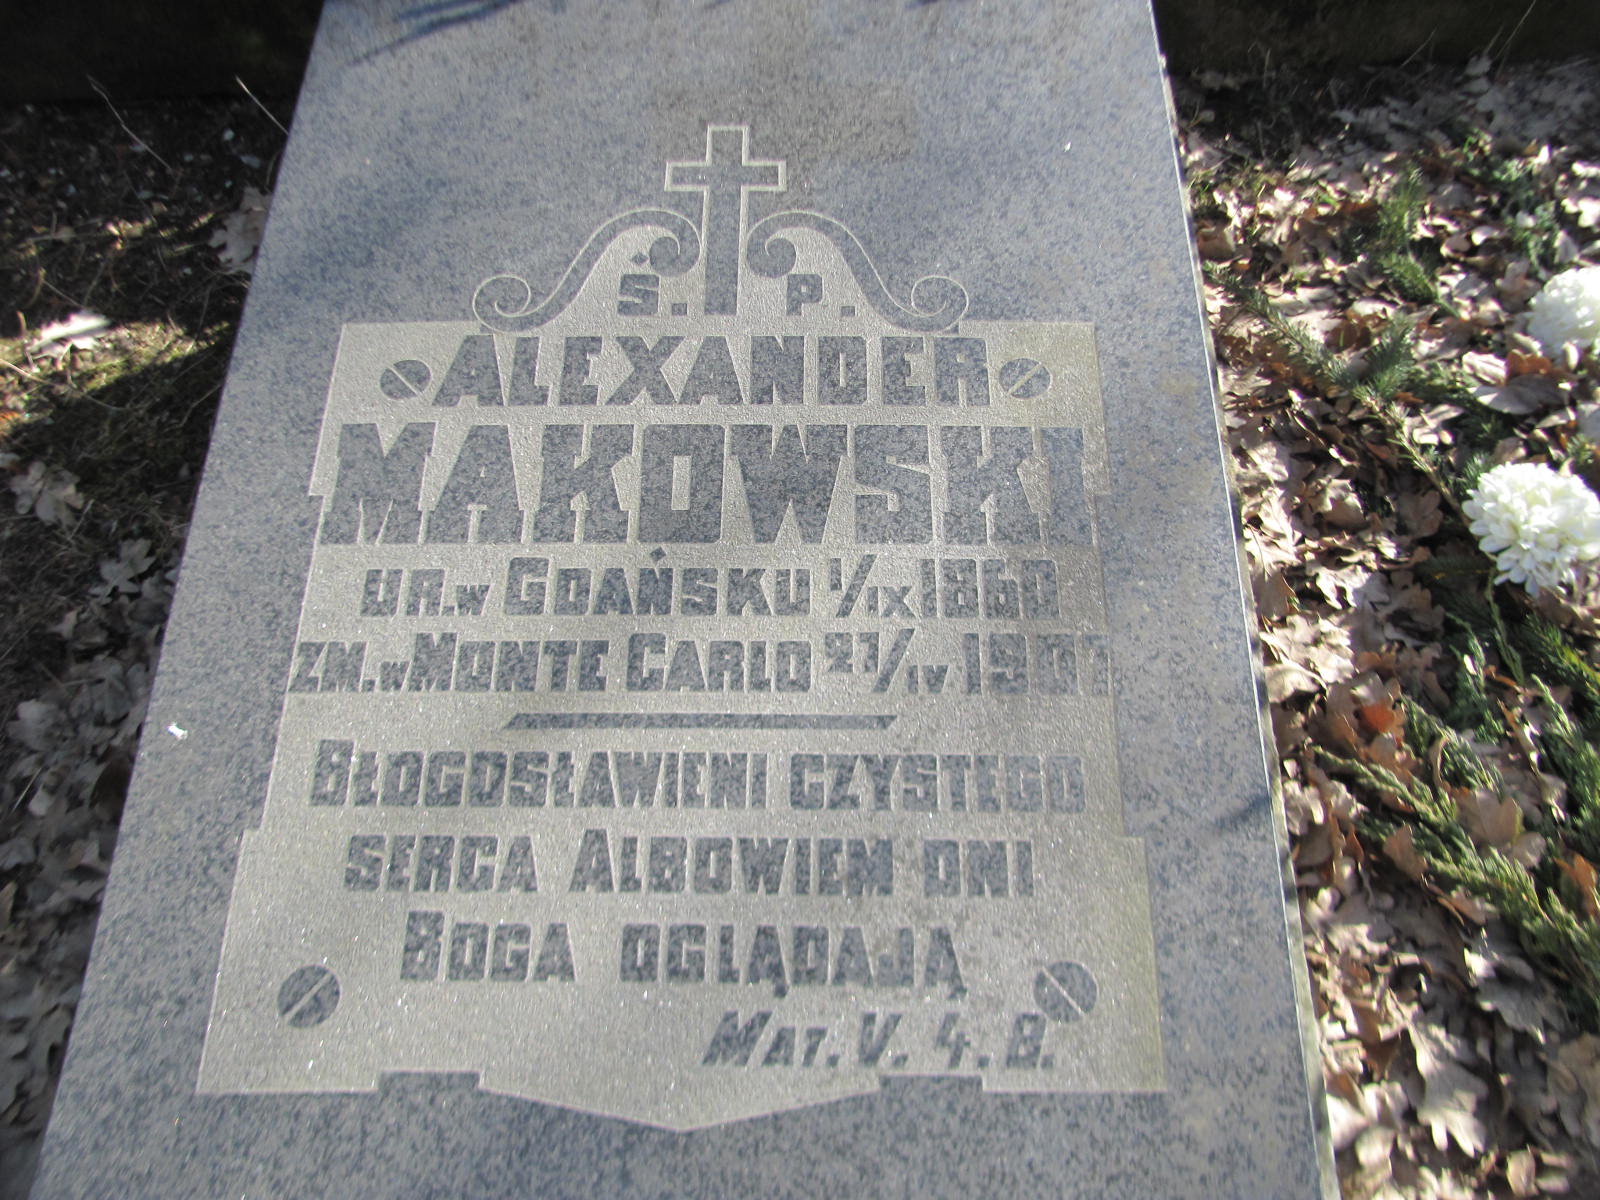 Ś. P.
ALEXANDER
MAKOWSKI
UR. W GDAŃSKU 1/IX 1860
ZM. W MONTE CARLO 27/IV 1901
BŁOGOSŁAWIENI CZYSTEGO
SERCA ALBOWIEM ONI
BOGA OGLĄDAJĄ
MAT. V. 4. 8.